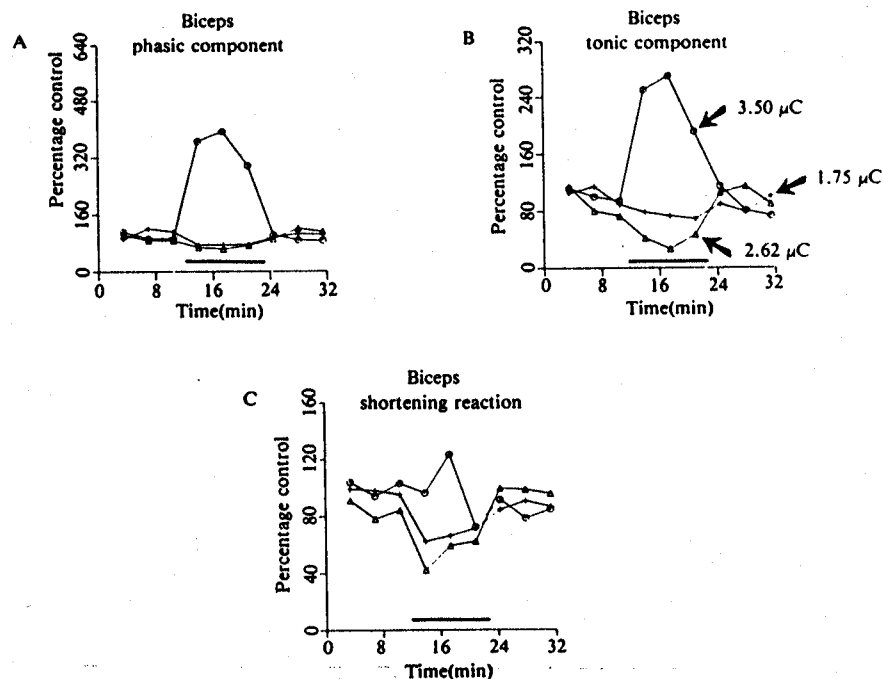 A
Biceps
phasic component
Percentage control
640
480
320
160
0
0 8 16 24 32
Time(min)
B
Biceps
tonic component
Percentage control
320
240
160
80
0
0 8 16 24 32
Time(min)
3.50 μC
1.75 μC
2.62 μC
C
Biceps
shortening reaction
Percentage control
160
120
80
40
0
0 8 16 24 32
Time(min)